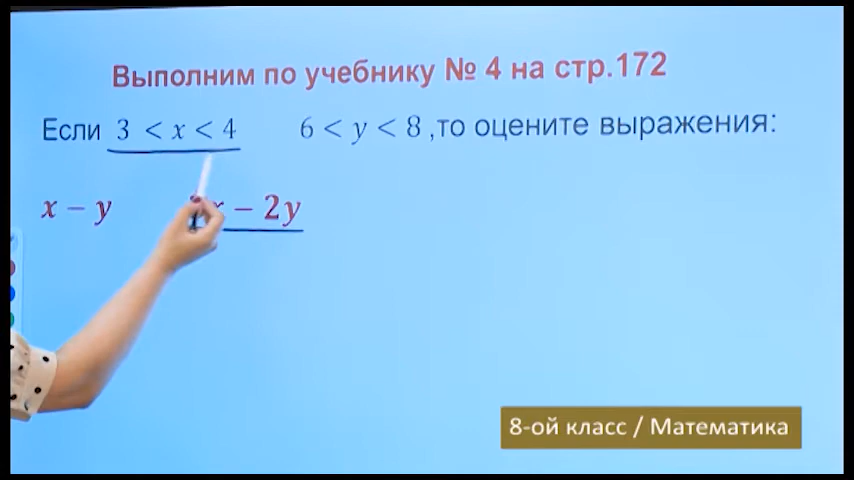 Выполним по учебнику № 4 на стр.172
Если 3 < x < 4 6 < y < 8 ,то оцените выражения:
x − y − 2y
8-ой класс / Математика